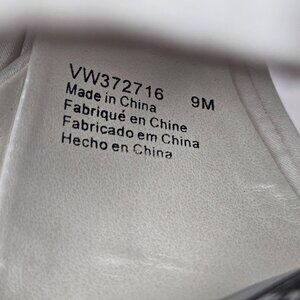 VW372716
Made in China 9M
Fabriqué en Chine
Fabricado em China
Hecho en China